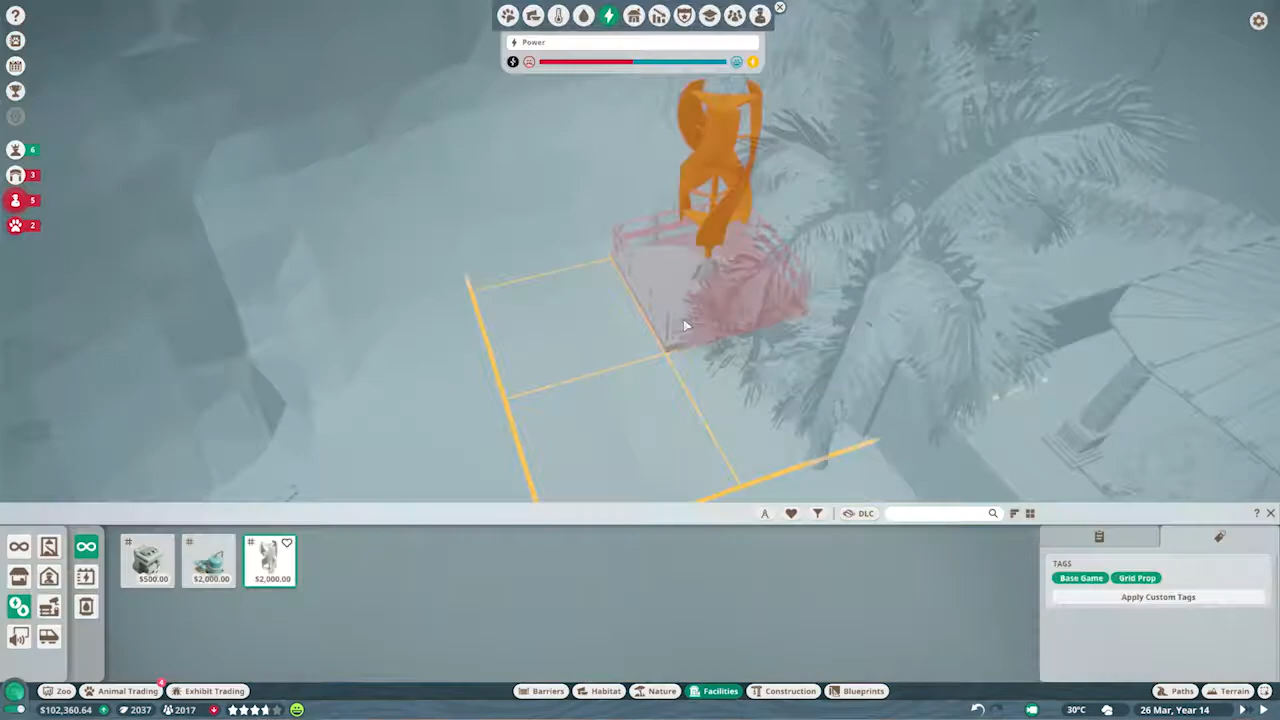 Power
6
3
5
2
A
DLC
?
$500.00
$2,000.00
$2,000.00
TAGS
Base Game
Grid Prop
Apply Custom Tags
4
Zoo
Animal Trading
Exhibit Trading
Barriers
Habitat
Nature
Facilities
Construction
Blueprints
Paths
Terrain
$102,360.64
2037
2017
30°C
26 Mar, Year 14